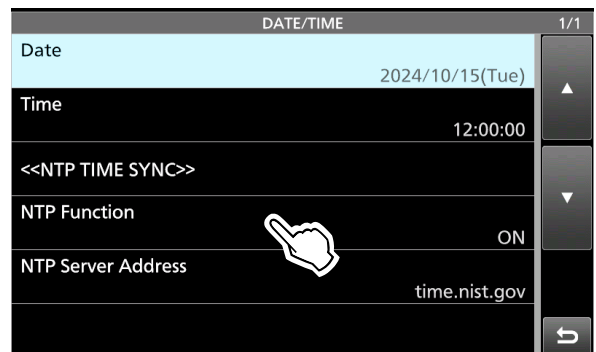 DATE/TIME 1/1
Date
2024/10/15(Tue)
Time
12:00:00
<<NTP TIME SYNC>>
NTP Function
ON
NTP Server Address
time.nist.gov